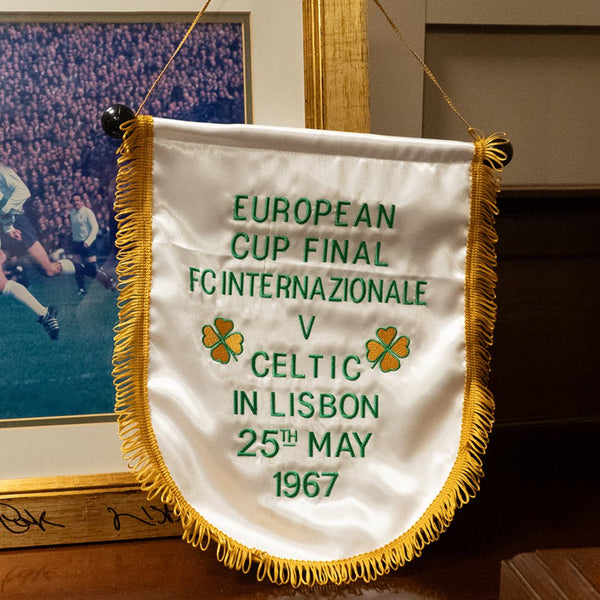 EUROPEAN
CUP FINAL
FC INTERNAZIONALE
V
CELTIC
IN LISBON
25TH MAY
1967